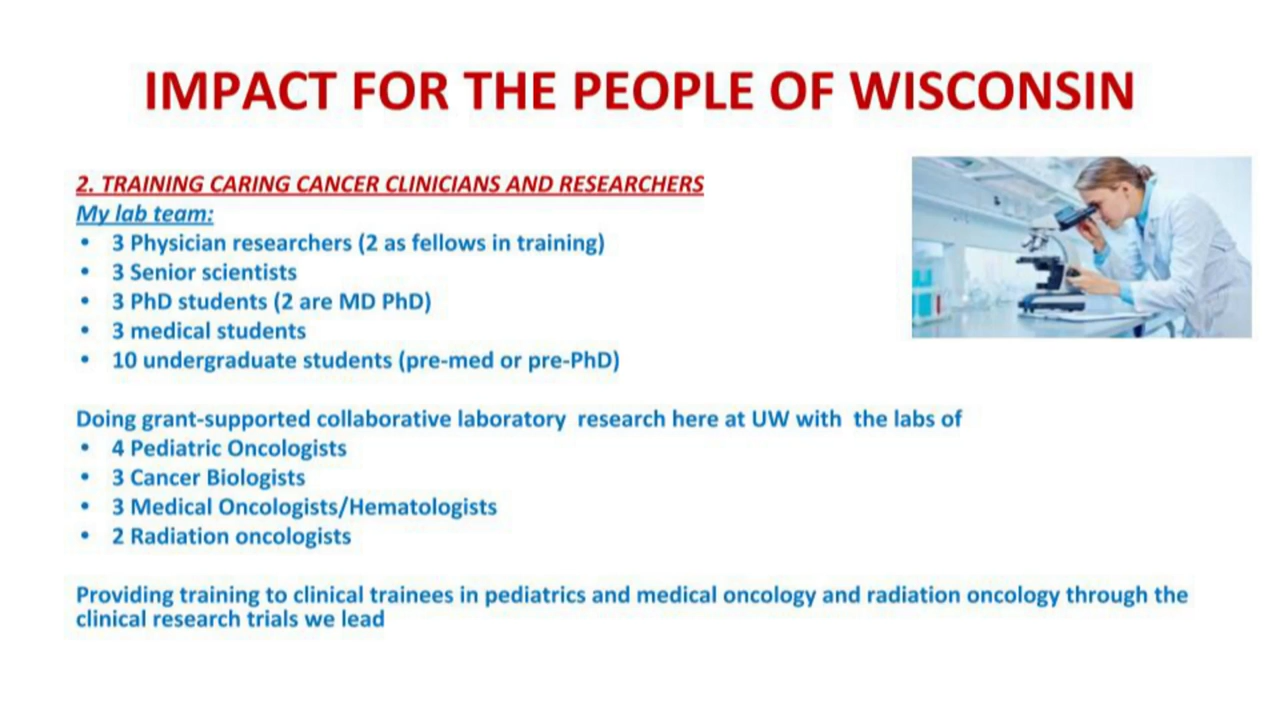 IMPACT FOR THE PEOPLE OF WISCONSIN
2. TRAINING CARING CANCER CLINICIANS AND RESEARCHERS
My lab team:
• 3 Physician researchers (2 as fellows in training)
• 3 Senior scientists
• 3 PhD students (2 are MD PhD)
• 3 medical students
• 10 undergraduate students (pre-med or pre-PhD)
Doing grant-supported collaborative laboratory  research here at UW with  the labs of
• 4 Pediatric Oncologists
• 3 Cancer Biologists
• 3 Medical Oncologists/Hematologists
• 2 Radiation oncologists
Providing training to clinical trainees in pediatrics and medical oncology and radiation oncology through the
clinical research trials we lead